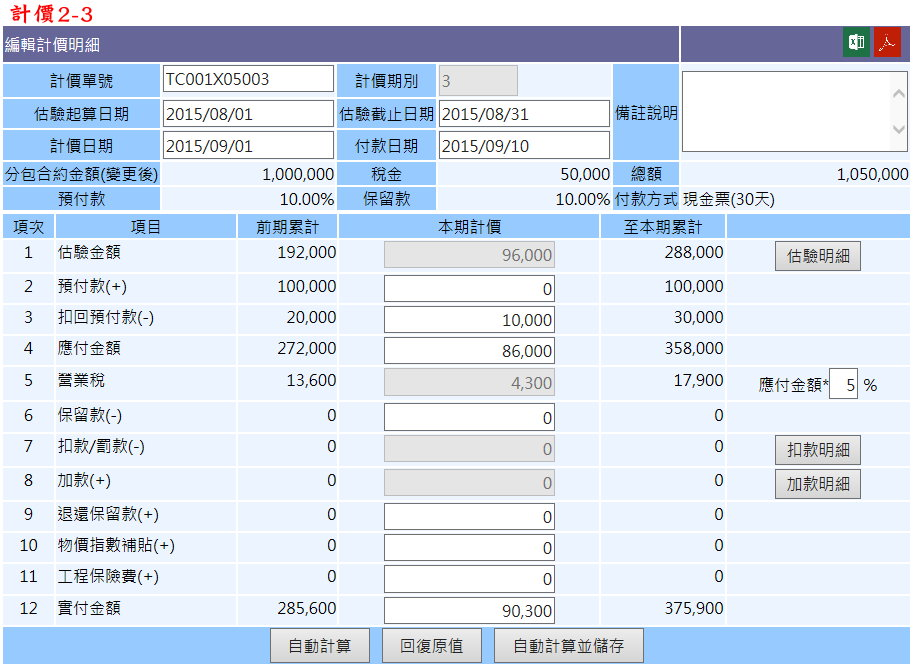 計價2-3
編輯計價明細
計價單號 TC001X05003 計價期別 3 備註說明
估驗起算日期 2015/08/01 估驗截止日期 2015/08/31
計價日期 2015/09/01 付款日期 2015/09/10
分包合約金額(變更後) 1,000,000 稅金 50,000 總額 1,050,000
預付款 10.00% 保留款 10.00% 付款方式 現金票(30天)
項次 項目 前期累計 本期計價 至本期累計
1 估驗金額 192,000 96,000 288,000 估驗明細
2 預付款(+) 100,000 0 100,000
3 扣回預付款(-) 20,000 10,000 30,000
4 應付金額 272,000 86,000 358,000
5 營業稅 13,600 4,300 17,900 應付金額* 5 %
6 保留款(-) 0 0 0
7 扣款/罰款(-) 0 0 0 扣款明細
8 加款(+) 0 0 0 加款明細
9 退還保留款(+) 0 0 0
10 物價指數補貼(+) 0 0 0
11 工程保險費(+) 0 0 0
12 實付金額 285,600 90,300 375,900
自動計算 回復原值 自動計算並儲存